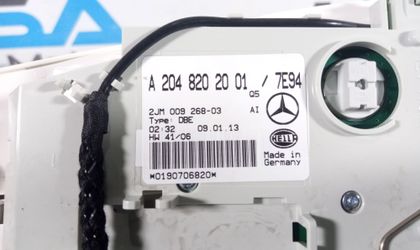 A 204 820 20 01 / 7E94
Q5
2JM 009 268-03 AI
Type: DBE
02:32 09.01.13
HW 41/06
HELLA
Made in
Germany
*0190706820*